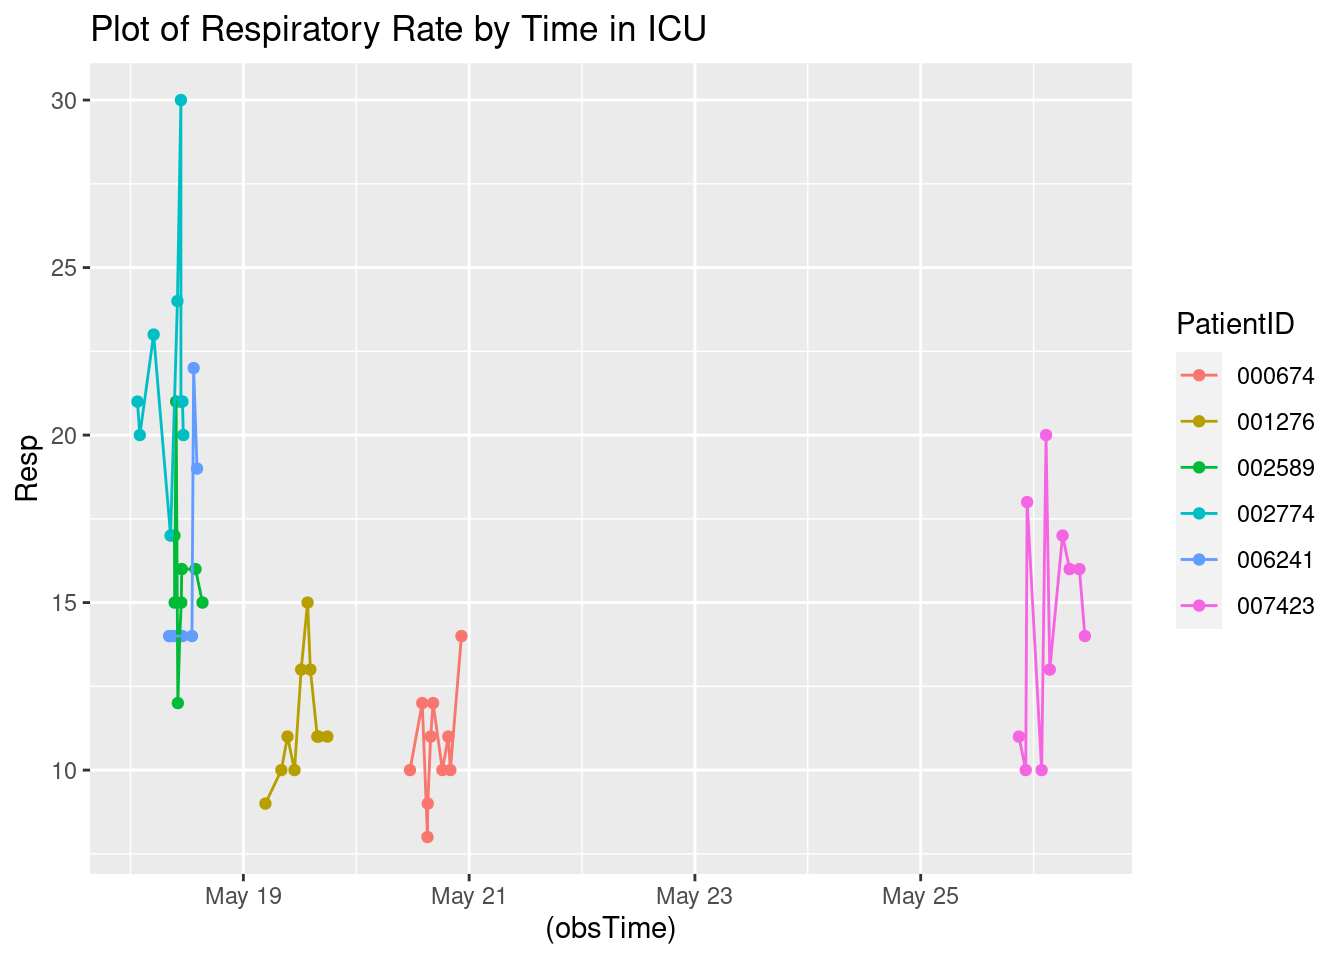 Plot of Respiratory Rate by Time in ICU
30
25
20
15
10
Resp
May 19
May 21
May 23
May 25
(obsTime)
PatientID
000674
001276
002589
002774
006241
007423